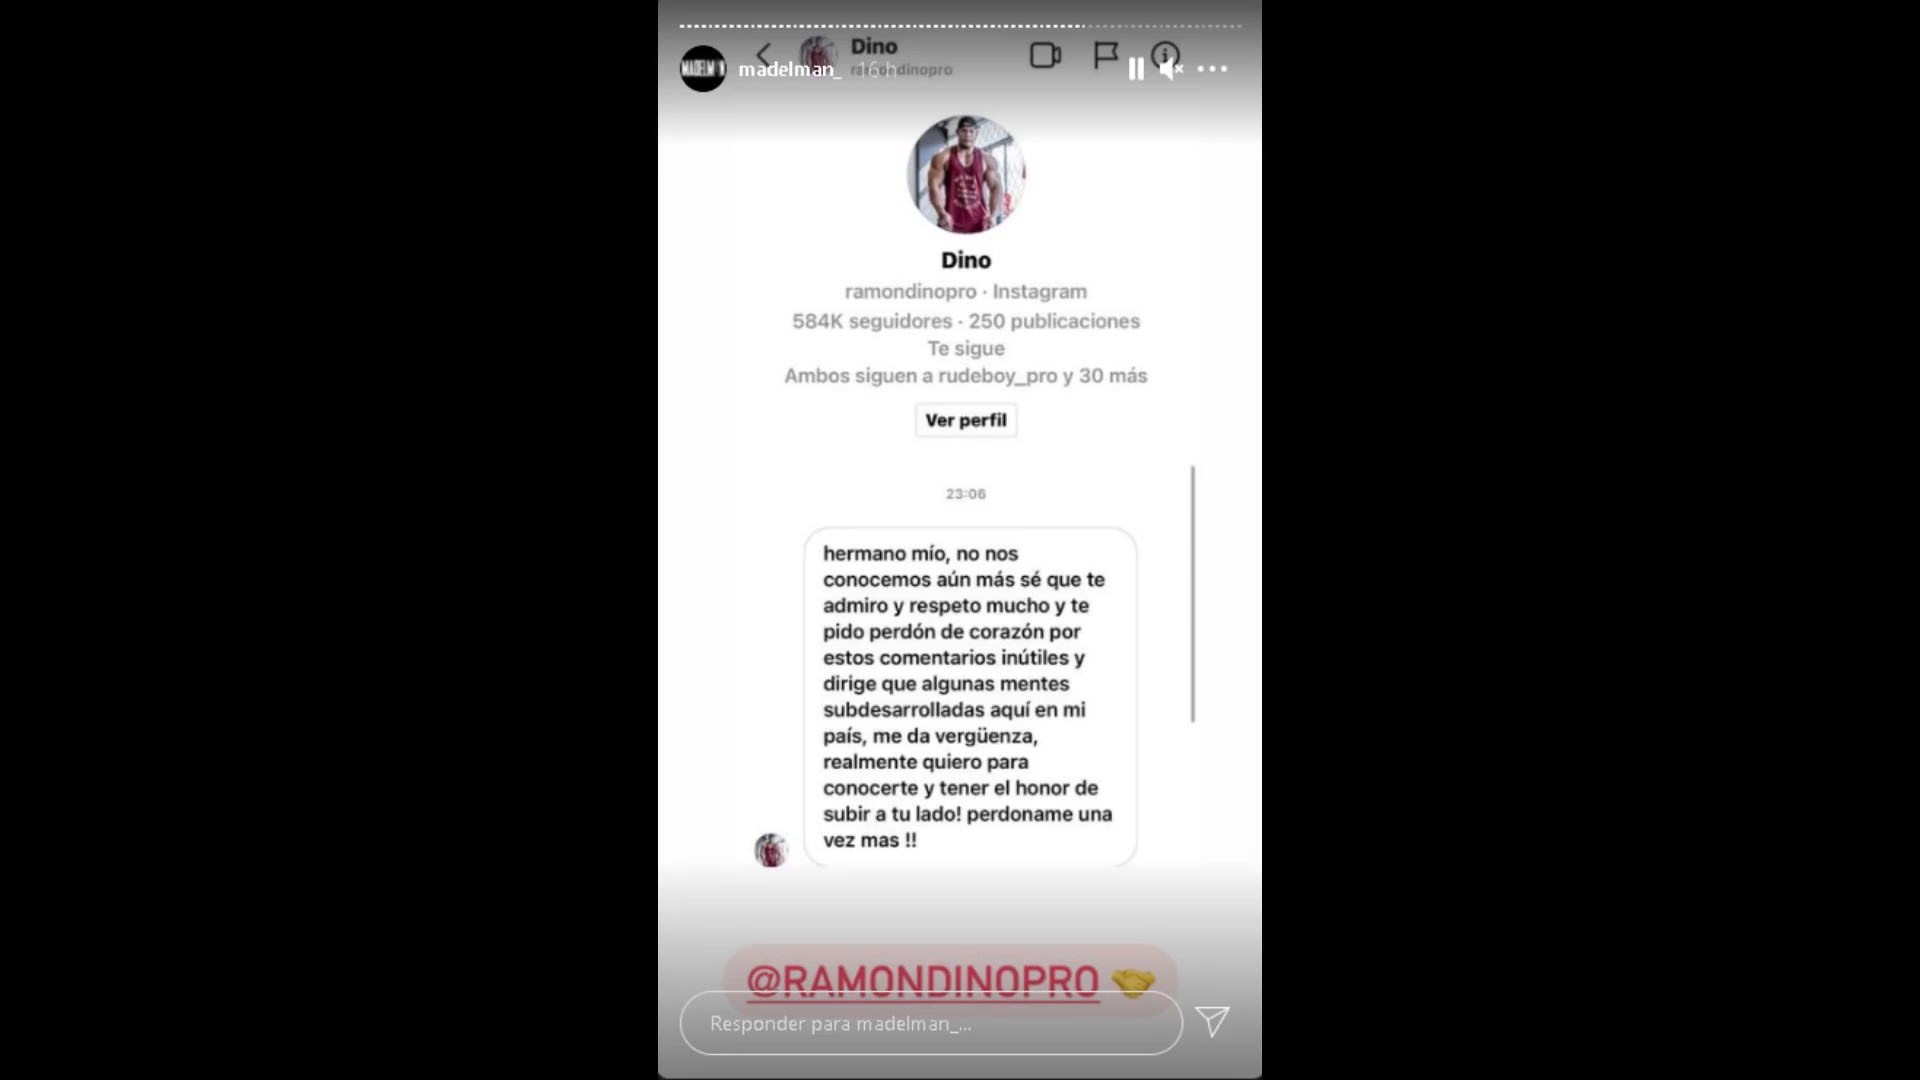 Dino
ramondinopro
MADELMAN
madelman_ 16 h
Dino
ramondinopro · Instagram
584K seguidores · 250 publicaciones
Te sigue
Ambos siguen a rudeboy_pro y 30 más
Ver perfil
23:06
hermano mío, no nos
conocemos aún más sé que te
admiro y respeto mucho y te
pido perdón de corazón por
estos comentarios inútiles y
dirige que algunas mentes
subdesarrolladas aquí en mi
país, me da vergüenza,
realmente quiero para
conocerte y tener el honor de
subir a tu lado! perdoname una
vez mas !!
@RAMONDINOPRO 🤝
Responder para madelman_...